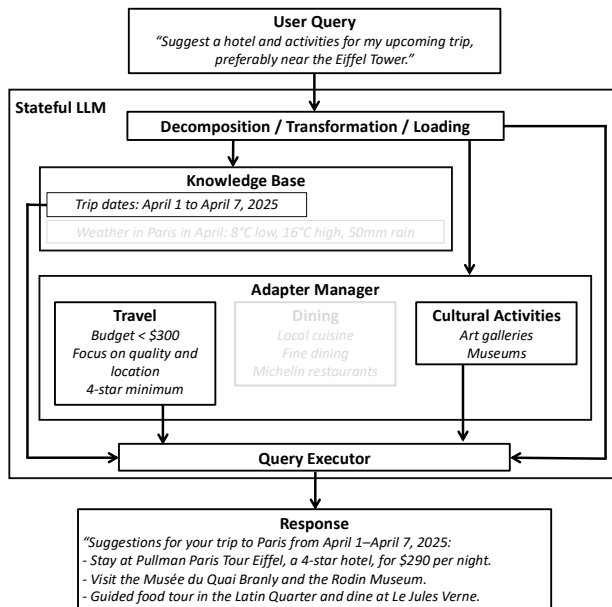 User Query
“Suggest a hotel and activities for my upcoming trip,
preferably near the Eiffel Tower.”
Stateful LLM
Decomposition / Transformation / Loading
Knowledge Base
Trip dates: April 1 to April 7, 2025
Weather in Paris in April: 8°C low, 16°C high, 50mm rain
Adapter Manager
Travel
Budget < $300
Focus on quality and
location
4-star minimum
Dining
Local cuisine
Fine dining
Michelin restaurants
Cultural Activities
Art galleries
Museums
Query Executor
Response
“Suggestions for your trip to Paris from April 1–April 7, 2025:
- Stay at Pullman Paris Tour Eiffel, a 4-star hotel, for $290 per night.
- Visit the Musée du Quai Branly and the Rodin Museum.
- Guided food tour in the Latin Quarter and dine at Le Jules Verne.